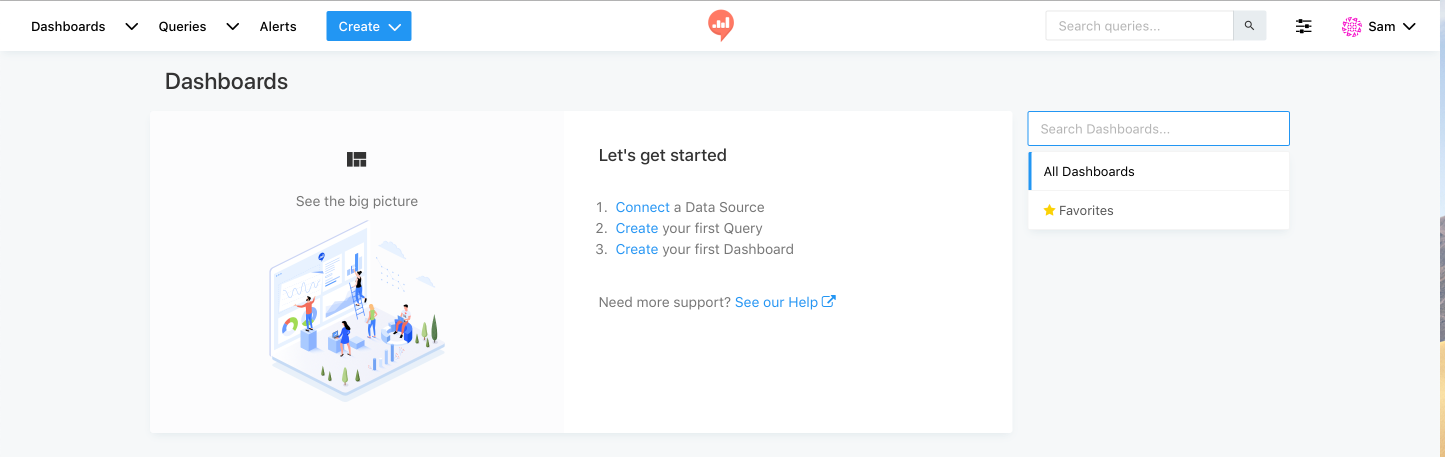 Dashboards Queries Alerts Create Search queries... Sam
Dashboards
See the big picture
Let's get started
1. Connect a Data Source
2. Create your first Query
3. Create your first Dashboard
Need more support? See our Help
Search Dashboards...
All Dashboards
Favorites